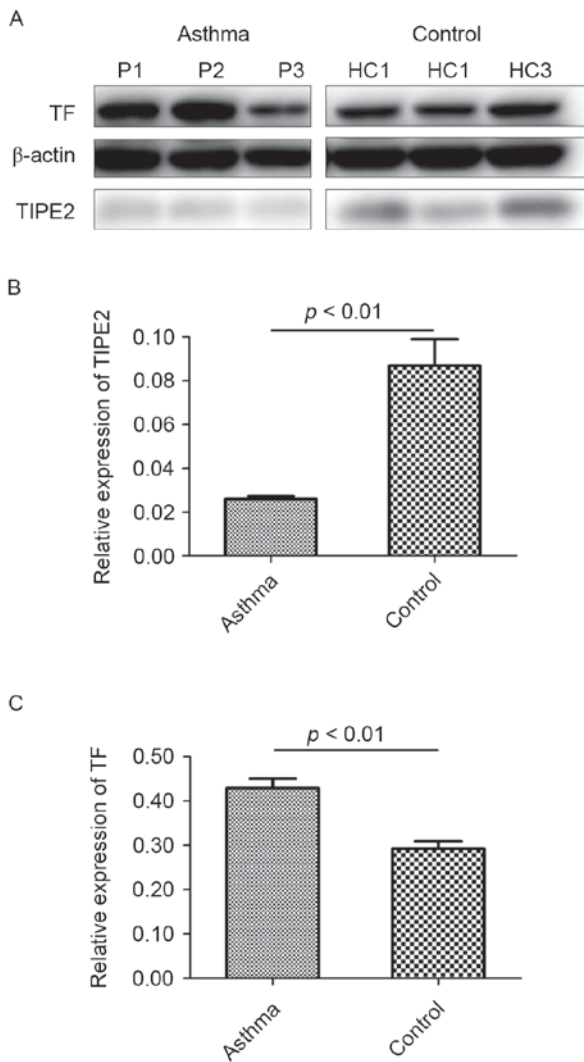 A
Asthma Control
P1 P2 P3 HC1 HC1 HC3
TF
β-actin
TIPE2
B
p < 0.01
Relative expression of TIPE2
0.10
0.08
0.06
0.04
0.02
0.00
Asthma
Control
C
p < 0.01
Relative expression of TF
0.50
0.40
0.30
0.20
0.10
0.00
Asthma
Control